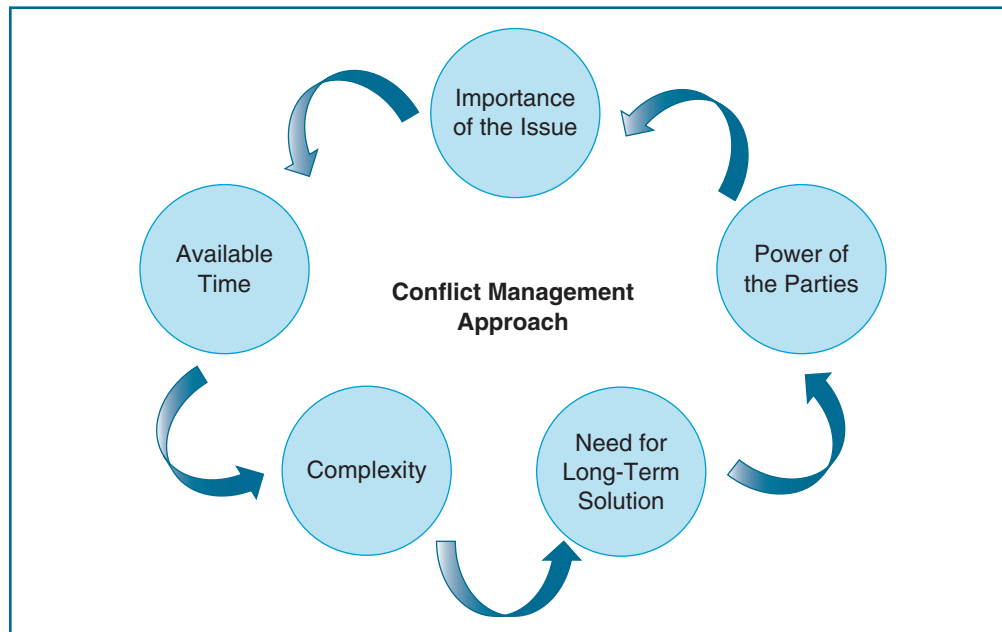 Importance
of the Issue
Available
Time
Power of
the Parties
Conflict Management
Approach
Complexity
Need for
Long-Term
Solution